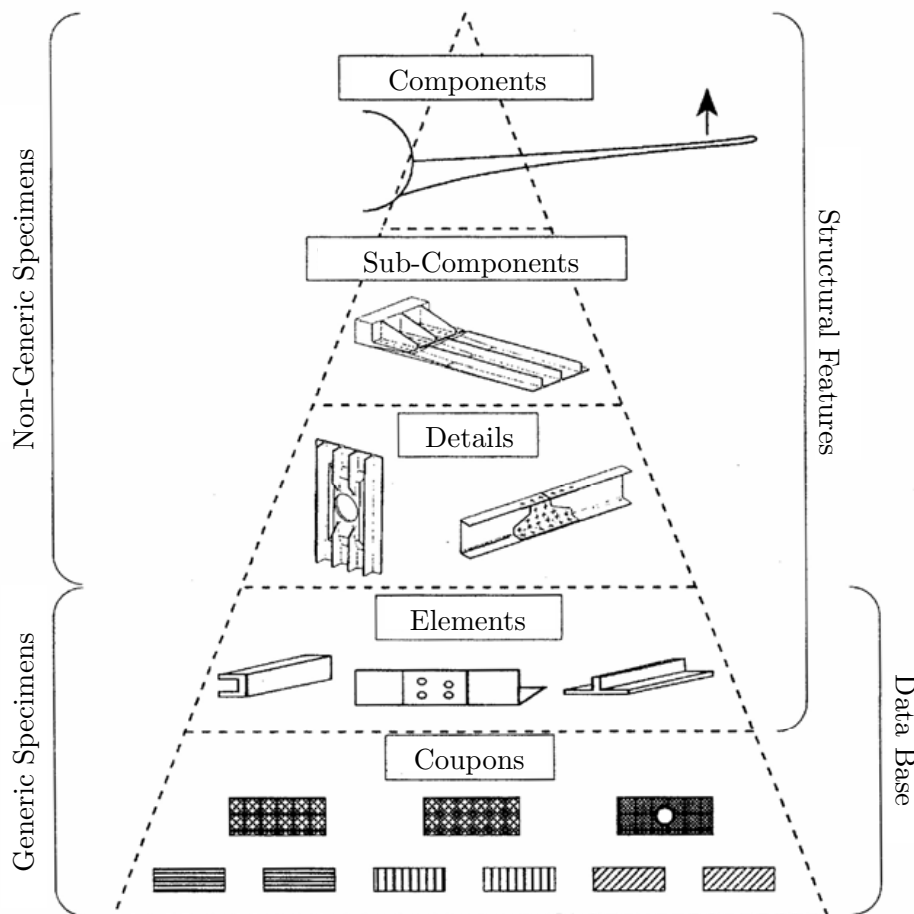 Components
Sub-Components
Details
Elements
Coupons
Non-Generic Specimens
Generic Specimens
Structural Features
Data Base